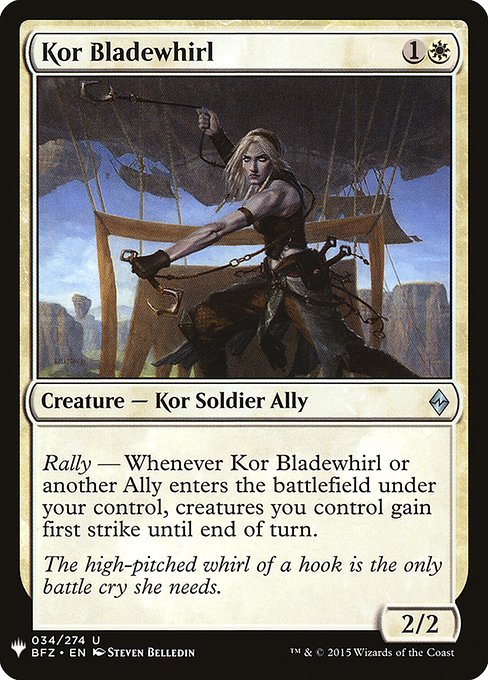 Kor Bladewhirl 1
Creature — Kor Soldier Ally
Rally — Whenever Kor Bladewhirl or
another Ally enters the battlefield under
your control, creatures you control gain
first strike until end of turn.
The high-pitched whirl of a hook is the only
battle cry she needs.
2/2
034/274 U
BFZ • EN Steven Belledin
™ & © 2015 Wizards of the Coast